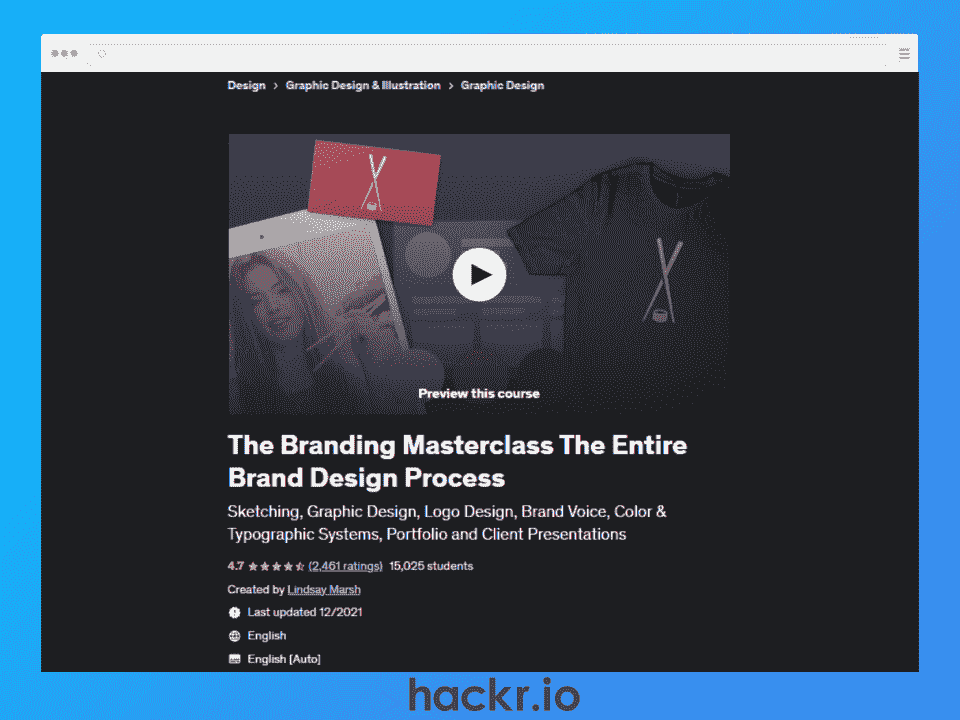 Design > Graphic Design & Illustration > Graphic Design
Preview this course
The Branding Masterclass The Entire
Brand Design Process
Sketching, Graphic Design, Logo Design, Brand Voice, Color &
Typographic Systems, Portfolio and Client Presentations
4.7 (2,461 ratings) 15,025 students
Created by Lindsay Marsh
Last updated 12/2021
English
English [Auto]
hackr.io